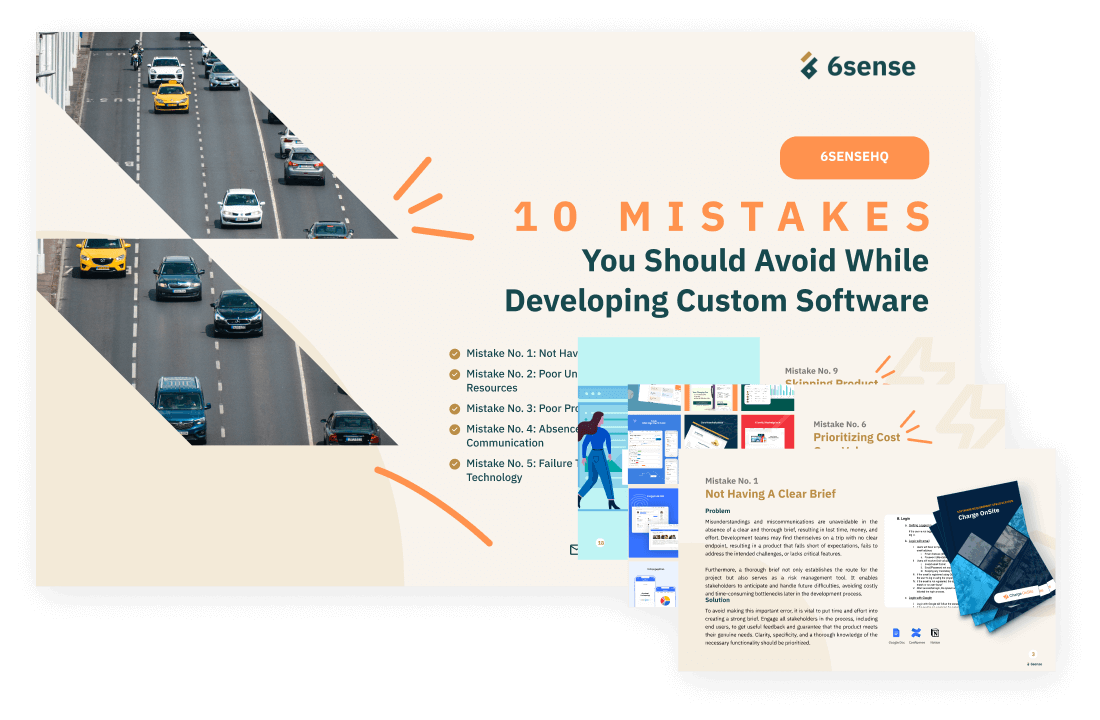 6sense
6SENSEHQ
10 MISTAKES
You Should Avoid While
Developing Custom Software
Mistake No. 1: Not Hav
Mistake No. 2: Poor Un
Resources
Mistake No. 3: Poor Pro
Mistake No. 4: Absence
Communication
Mistake No. 5: Failure T
Technology
Mistake No. 9
Skipping Product
Mistake No. 6
Prioritizing Cost
10
Mistake No. 1
Not Having A Clear Brief
Problem
Misunderstandings and miscommunications are unavoidable in the
absence of a clear and thorough brief, resulting in lost time, money, and
effort. Development teams may find themselves on a trip with no clear
endpoint, resulting in a product that falls short of expectations, fails to
address the intended challenges, or lacks critical features.
Furthermore, a thorough brief not only establishes the route for the
project but also serves as a risk management tool. It enables
stakeholders to anticipate and handle future difficulties, avoiding costly
and time-consuming bottlenecks later in the development process.
Solution
To avoid making this important error, it is vital to put time and effort into
creating a strong brief. Engage all stakeholders in the process, including
end users, to get useful feedback and guarantee that the product meets
their genuine needs. Clarity, specificity, and a thorough knowledge of the
necessary functionality should be prioritized.
Charge OnSite
Google Doc
Notion
3
6sense